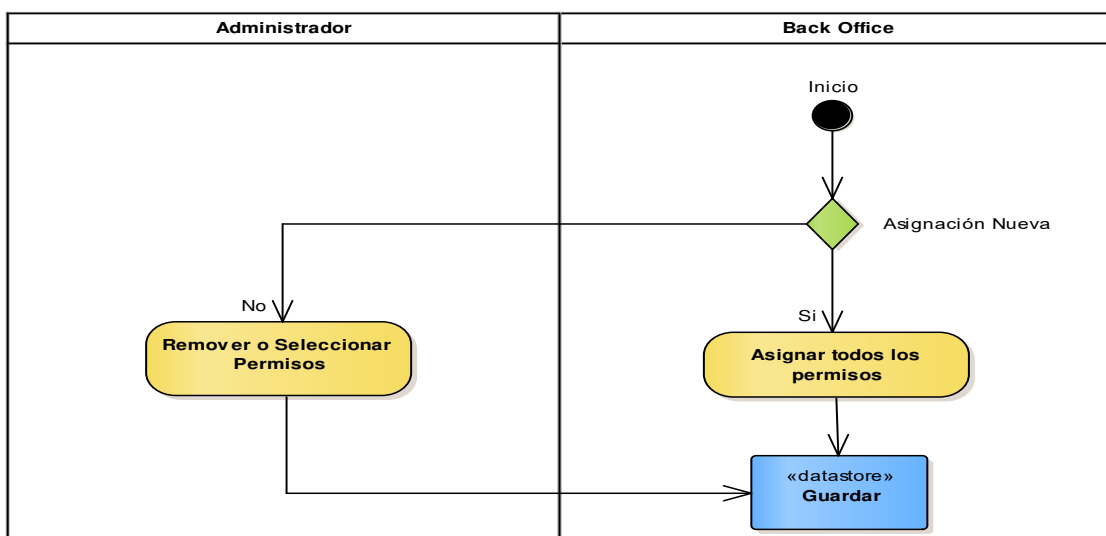 Administrador
Back Office
Inicio
Asignación Nueva
No
Si
Remover o Seleccionar
Permisos
Asignar todos los
permisos
«datastore»
Guardar